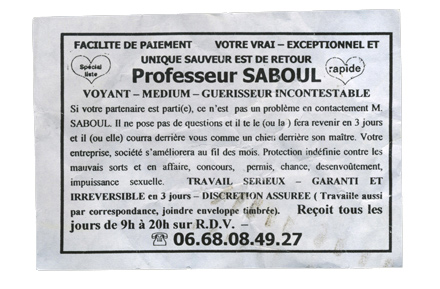 FACILITE DE PAIEMENT VOTRE VRAI – EXCEPTIONNEL ET
Spécial liste
UNIQUE SAUVEUR EST DE RETOUR
rapide
Professeur SABOUL
VOYANT – MEDIUM – GUERISSEUR INCONTESTABLE
Si votre partenaire est parti(e), ce n'est pas un problème en contactement M.
SABOUL. Il ne pose pas de questions et il te le (ou la ) fera revenir en 3 jours
et il (ou elle) courra derrière vous comme un chien derrière son maître. Votre
entreprise, société s'améliorera au fil des mois. Protection indéfinie contre les
mauvais sorts et en affaire, concours, permis, chance, desenvoûtement,
impuissance sexuelle. TRAVAIL SERIEUX – GARANTI ET
IRREVERSIBLE en 3 jours – DISCRETION ASSUREE ( Travaille aussi
par correspondance, joindre enveloppe timbrée). Reçoit tous les
jours de 9h à 20h sur R.D.V. –
☎ 06.68.08.49.27